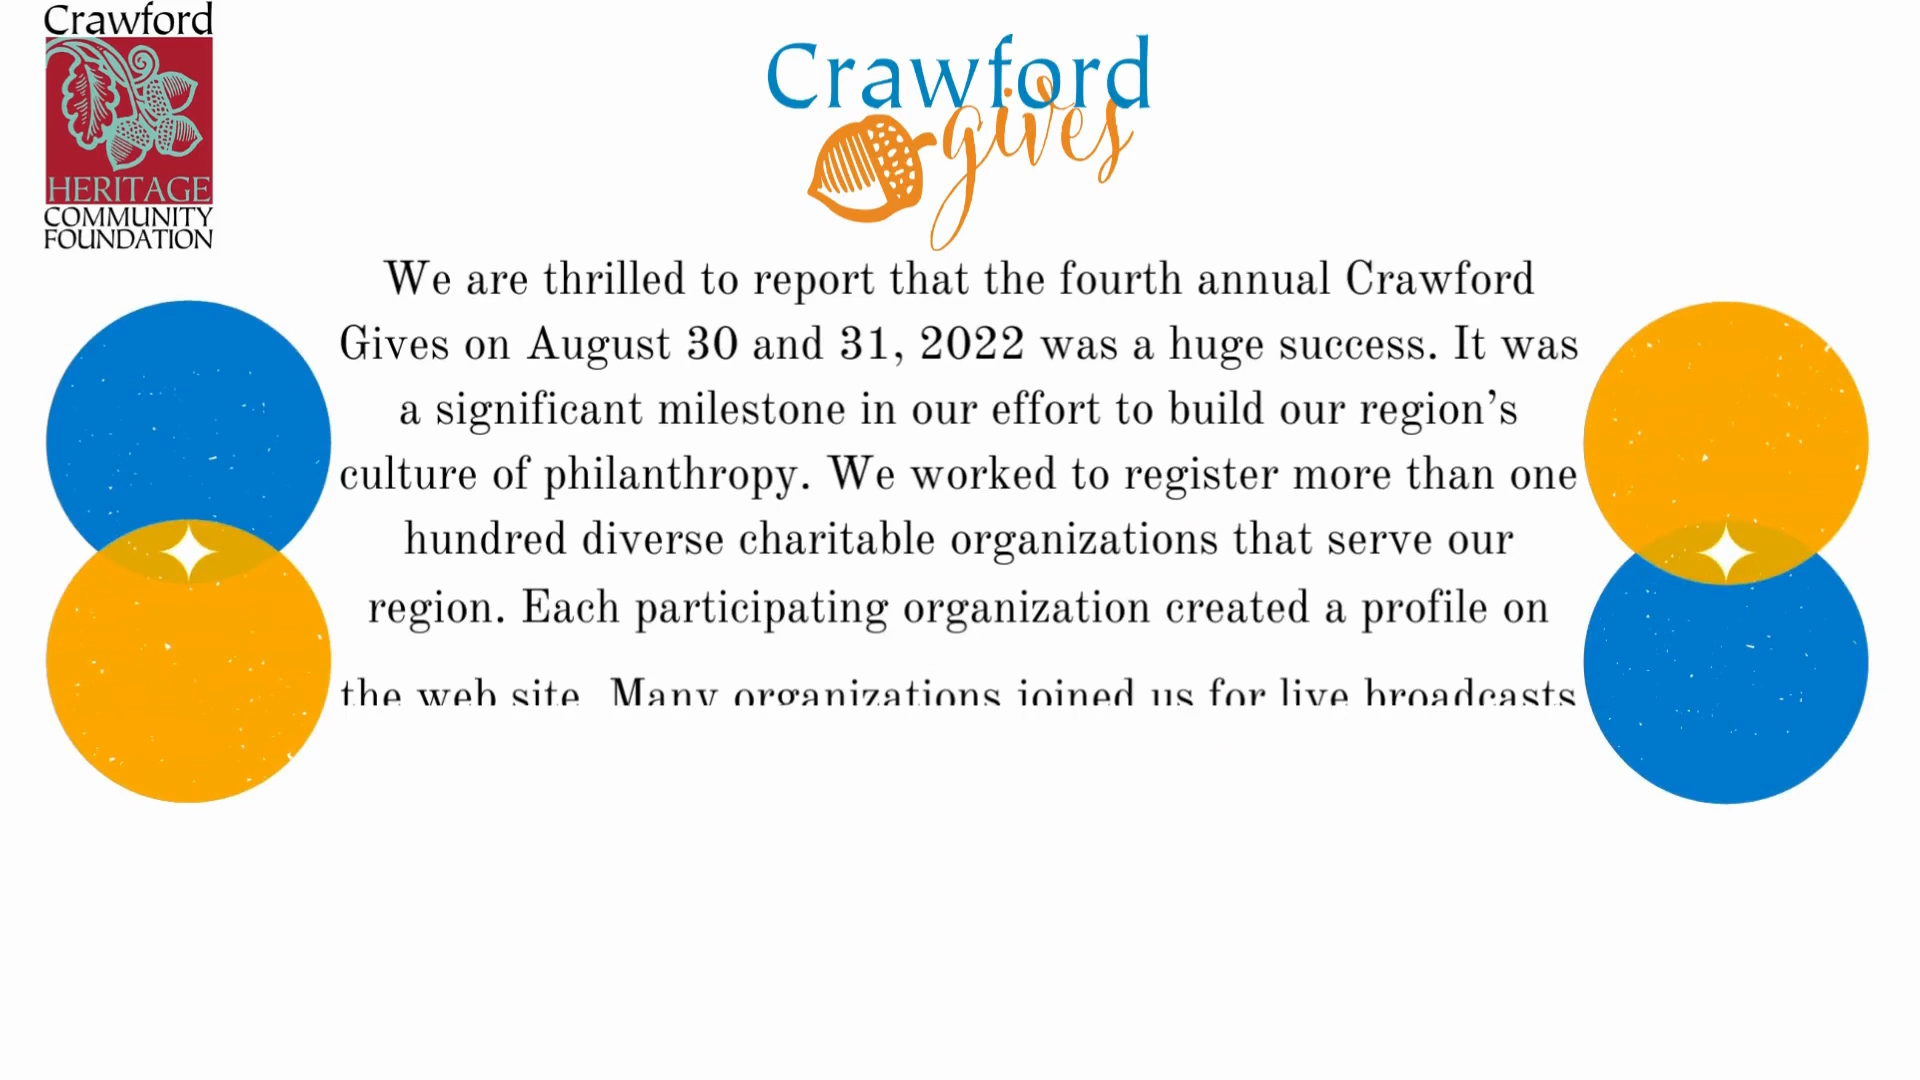 Crawford
HERITAGE
COMMUNITY
FOUNDATION
Crawford
gives
We are thrilled to report that the fourth annual Crawford
Gives on August 30 and 31, 2022 was a huge success. It was
a significant milestone in our effort to build our region’s
culture of philanthropy. We worked to register more than one
hundred diverse charitable organizations that serve our
region. Each participating organization created a profile on
the web site. Many organizations joined us for live broadcasts